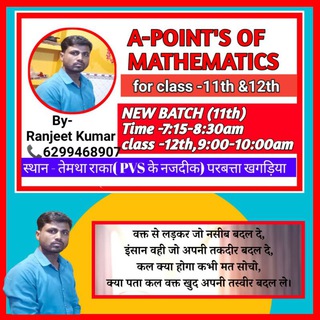 A-POINT'S OF
MATHEMATICS
for class -11th &12th
By-
Ranjeet Kumar
📞6299468907
NEW BATCH (11th)
Time -7:15-8:30am
class -12th,9:00-10:00am
स्थान - तेमथा राका( PVS के नजदीक) परबत्ता खगड़िया
वक्त से लड़कर जो नसीब बदल दे,
इंसान वही जो अपनी तकदीर बदल दे,
कल क्या होगा कभी मत सोचो,
क्या पता कल वक्त खुद अपनी तस्वीर बदल ले।